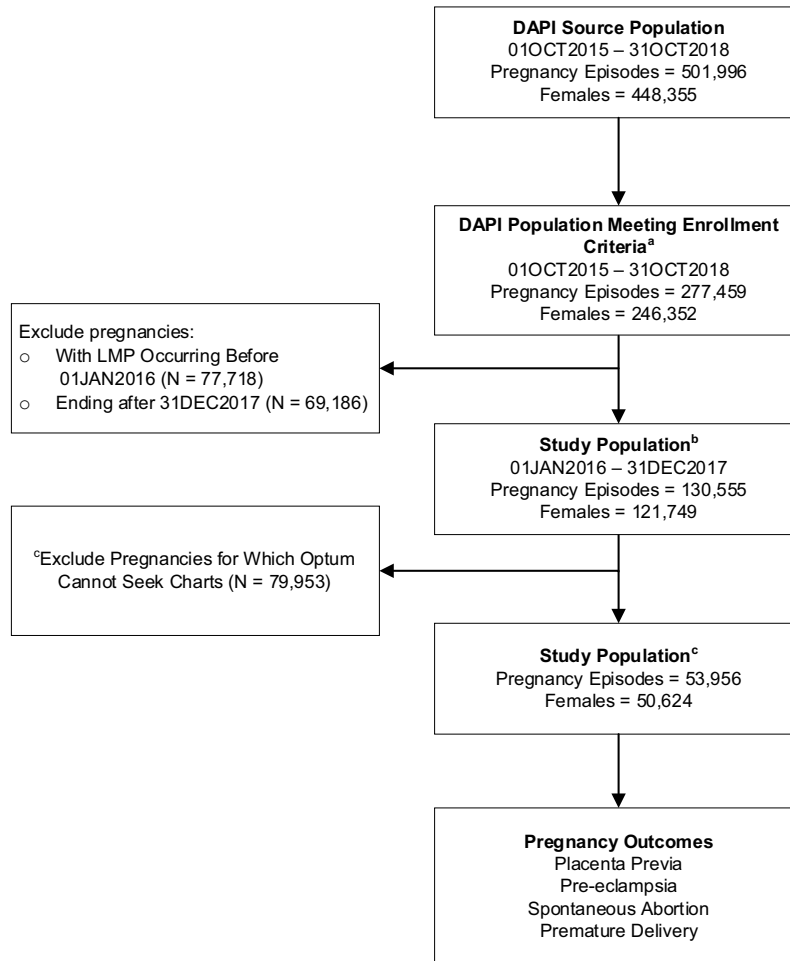 DAPI Source Population
01OCT2015 – 31OCT2018
Pregnancy Episodes = 501,996
Females = 448,355
DAPI Population Meeting Enrollment
Criteriaᵃ
01OCT2015 – 31OCT2018
Pregnancy Episodes = 277,459
Females = 246,352
Exclude pregnancies:
○ With LMP Occurring Before
01JAN2016 (N = 77,718)
○ Ending after 31DEC2017 (N = 69,186)
Study Populationᵇ
01JAN2016 – 31DEC2017
Pregnancy Episodes = 130,555
Females = 121,749
ᶜExclude Pregnancies for Which Optum
Cannot Seek Charts (N = 79,953)
Study Populationᶜ
Pregnancy Episodes = 53,956
Females = 50,624
Pregnancy Outcomes
Placenta Previa
Pre-eclampsia
Spontaneous Abortion
Premature Delivery